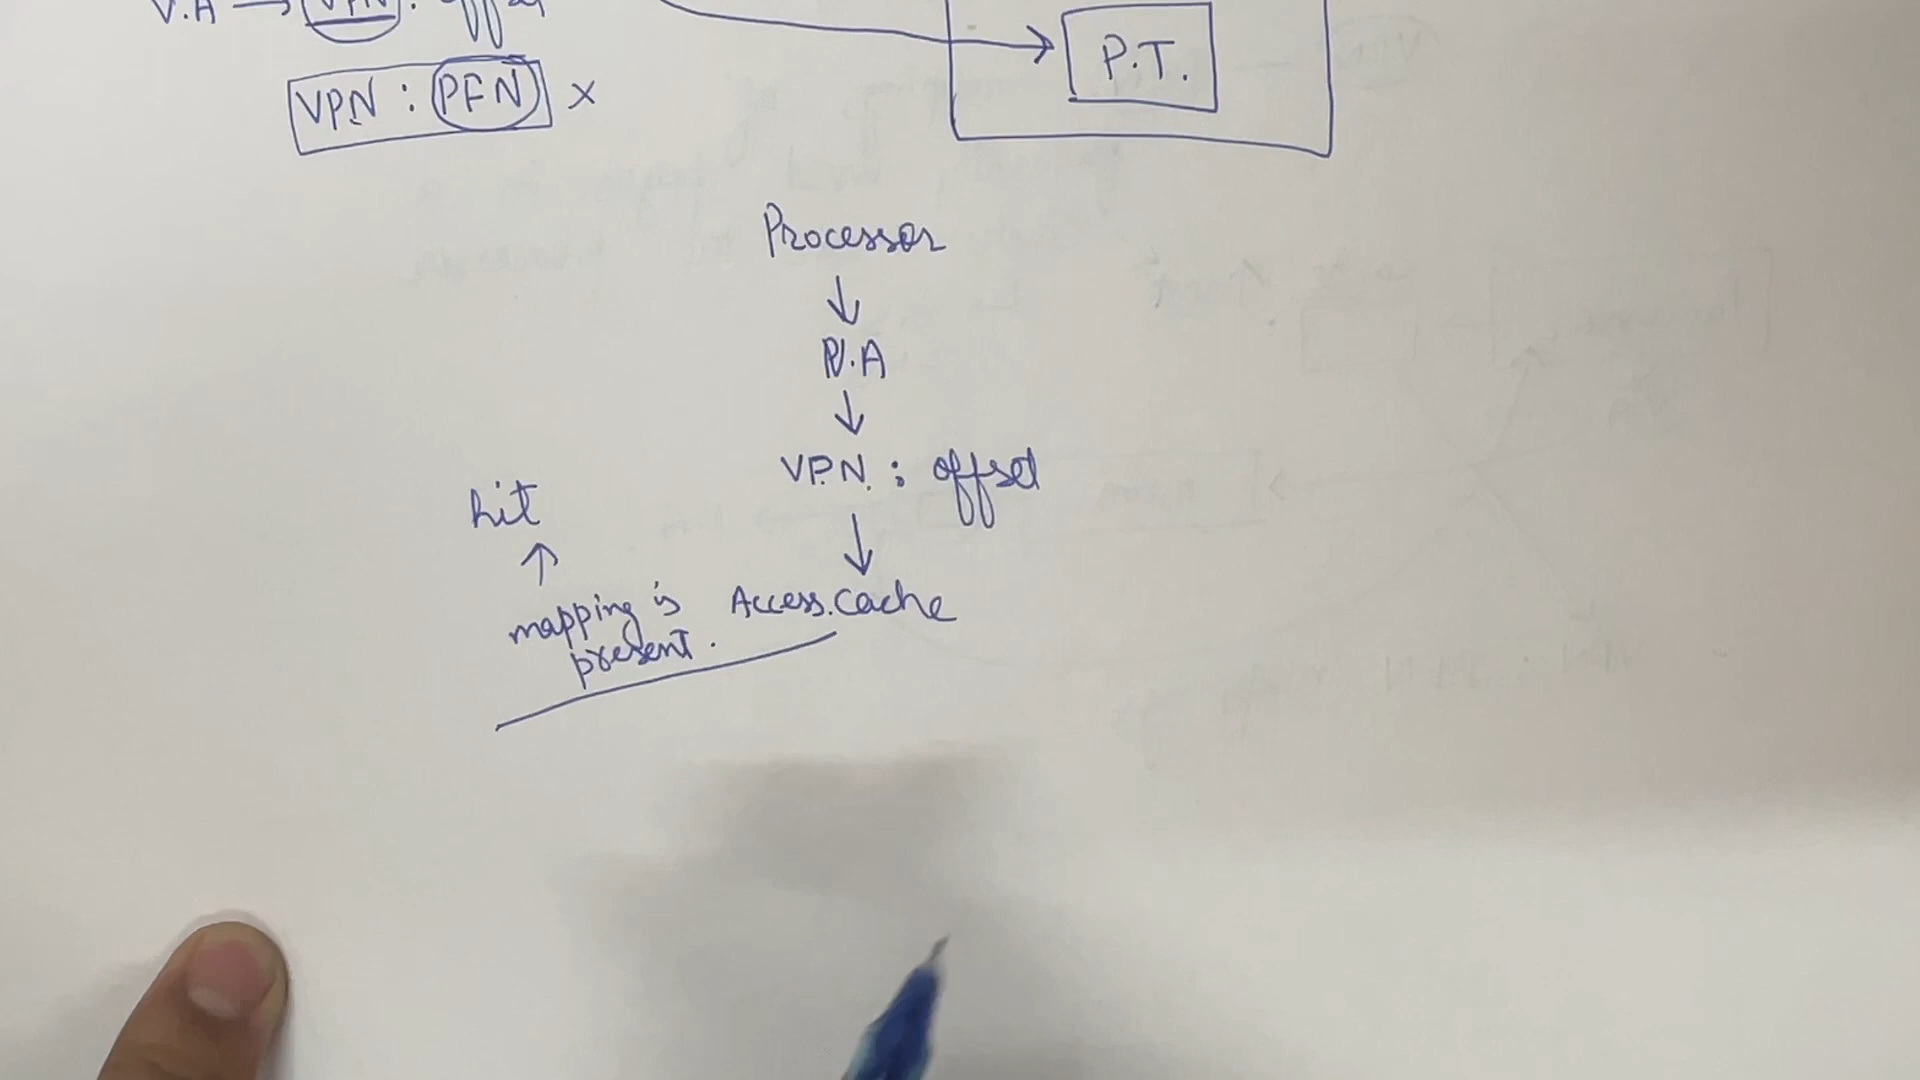 V.A → VPN : offset
P.T.
VPN : PFN ×
Processor
↓
V.A
↓
VPN : offset
↓
hit
↑
mapping is
present.
Access cache